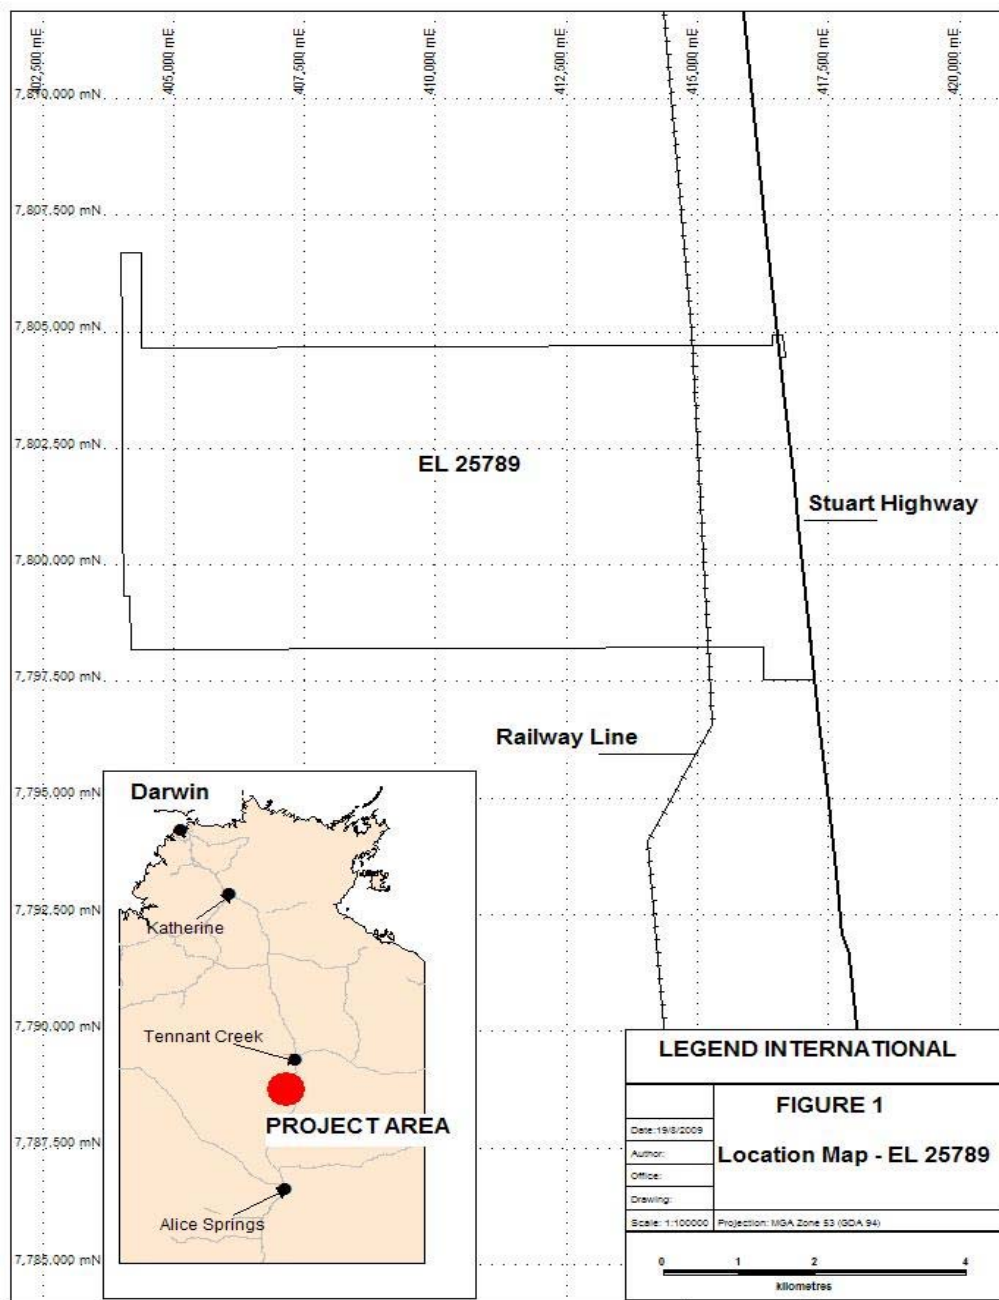 402,500 mE
405,000 mE
407,500 mE
410,000 mE
412,500 mE
415,000 mE
417,500 mE
420,000 mE
7,810,000 mN
7,807,500 mN
7,805,000 mN
7,802,500 mN
EL 25789
Stuart Highway
7,800,000 mN
7,797,500 mN
Railway Line
7,795,000 mN
Darwin
7,792,500 mN
Katherine
7,790,000 mN
Tennant Creek
PROJECT AREA
7,787,500 mN
Alice Springs
7,785,000 mN
LEGEND INTERNATIONAL
FIGURE 1
Location Map - EL 25789
Date:19/8/2009
Author:
Office:
Drawing:
Scale: 1:100000
Projection: MGA Zone 53 (GDA 94)
0 1 2 4
kilometres